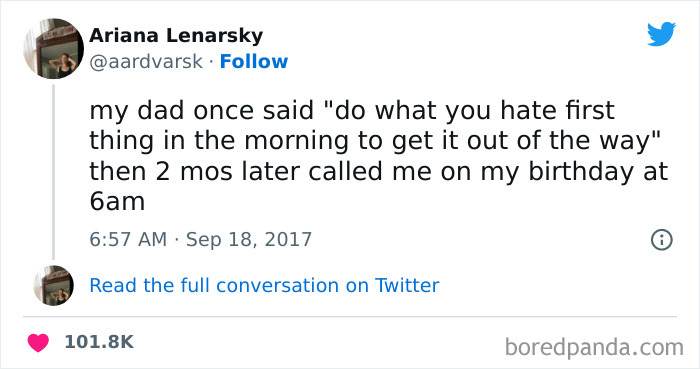 Ariana Lenarsky
@aardvarsk · Follow
my dad once said "do what you hate first
thing in the morning to get it out of the way"
then 2 mos later called me on my birthday at
6am
6:57 AM · Sep 18, 2017
Read the full conversation on Twitter
101.8K
boredpanda.com